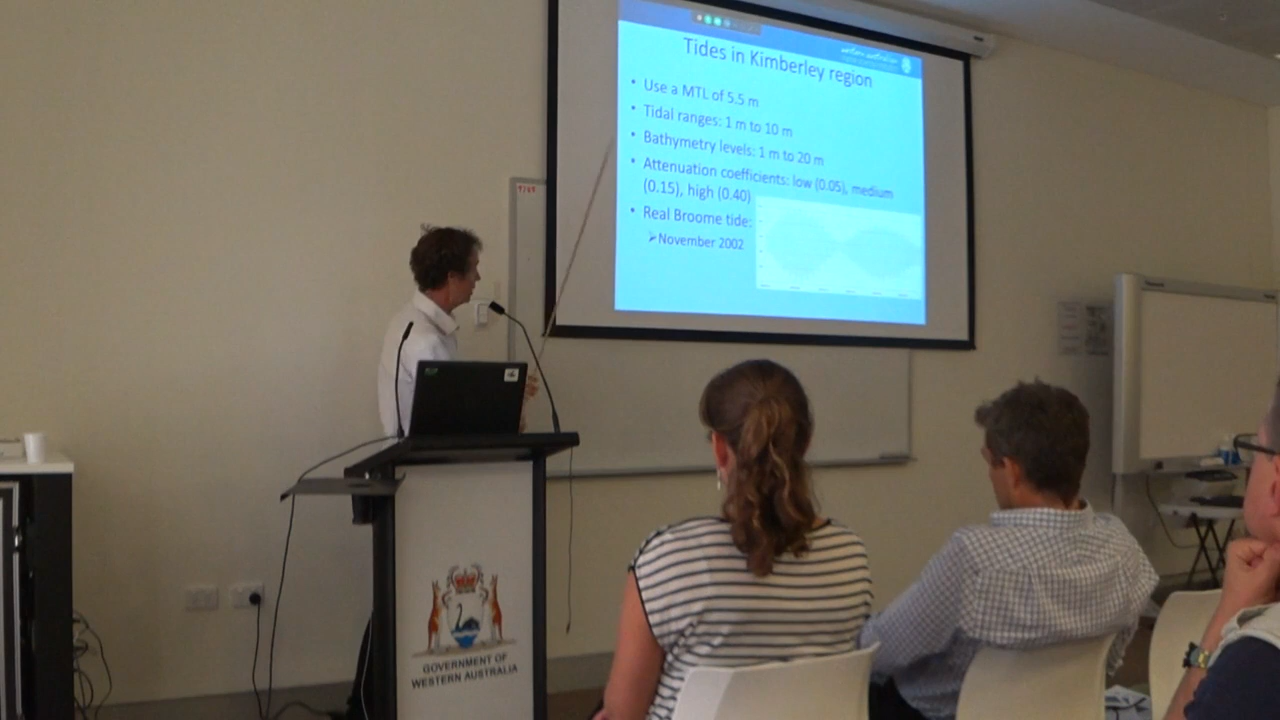 Tides in Kimberley region
• Use a MTL of 5.5 m
• Tidal ranges: 1 m to 10 m
• Bathymetry levels: 1 m to 20 m
• Attenuation coefficients: low (0.05), medium
(0.15), high (0.40)
• Real Broome tide:
➢November 2002
GOVERNMENT OF
WESTERN AUSTRALIA